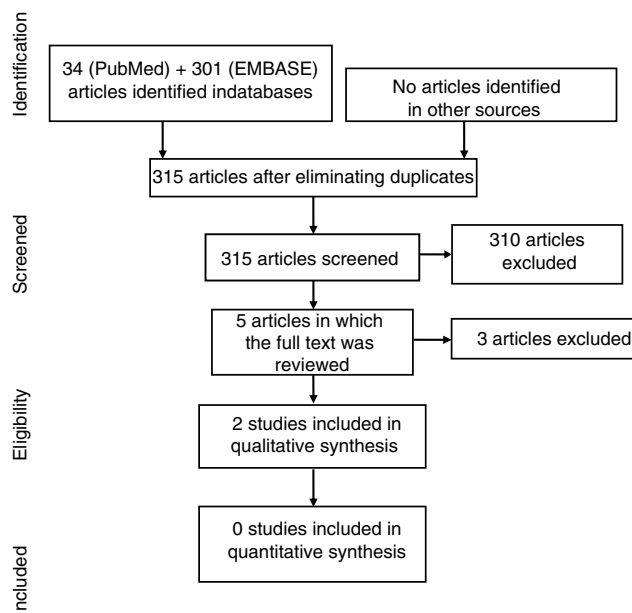 Identification
34 (PubMed) + 301 (EMBASE)
articles identified indatabases
No articles identified
in other sources
315 articles after eliminating duplicates
Screened
315 articles screened
310 articles
excluded
5 articles in which
the full text was
reviewed
3 articles excluded
Eligibility
2 studies included in
qualitative synthesis
0 studies included in
quantitative synthesis
ncluded